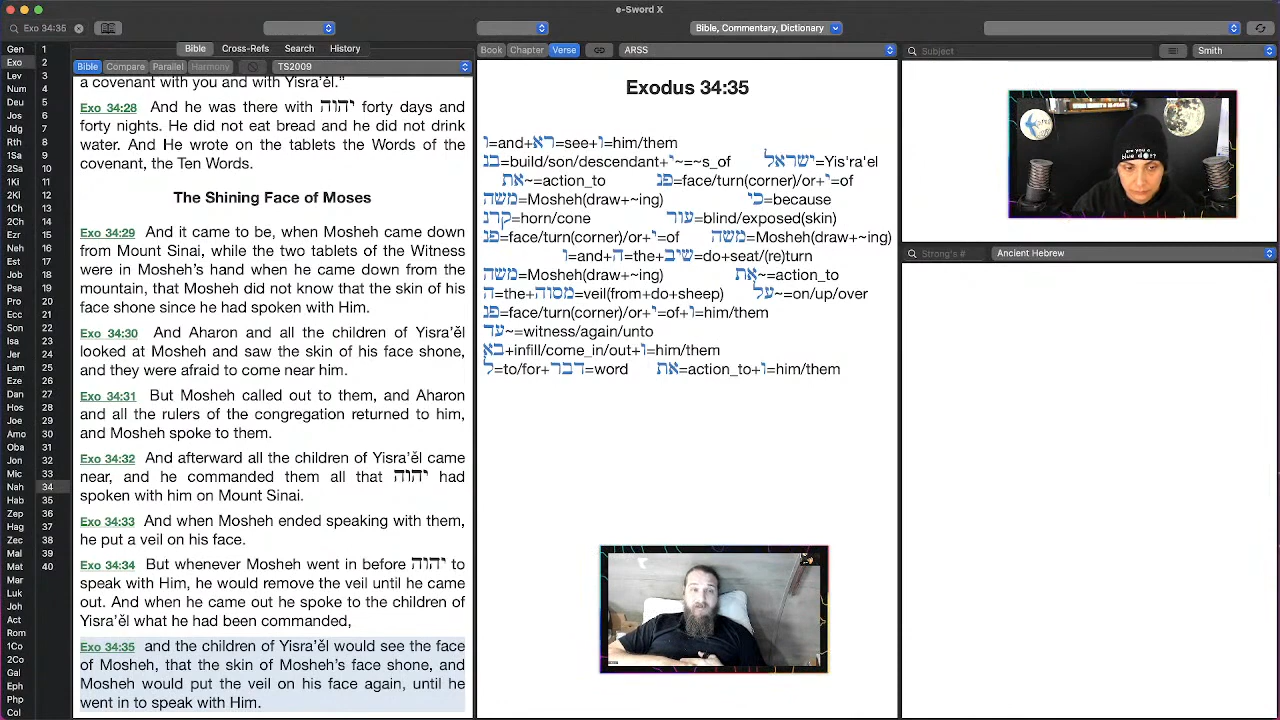 e-Sword X
Exo 34:35
Bible, Commentary, Dictionary
Bible Cross-Refs Search History
Book Chapter Verse ARSS
Subject Smith
Bible Compare Parallel Harmony TS2009
Gen 1
Exo 2
Lev 3
Num 4
Deu 5
Jos 6
Jdg 7
Rth 8
1Sa 9
2Sa 10
1Ki 11
2Ki 12
1Ch 13
2Ch 14
Ezr 15
Neh 16
Est 17
Job 18
Psa 19
Pro 20
Ecc 21
Son 22
Isa 23
Jer 24
Lam 25
Eze 26
Dan 27
Hos 28
Joe 29
Amo 30
Oba 31
Jon 32
Mic 33
Nah 34
Hab 35
Zep 36
Hag 37
Zec 38
Mal 39
Mat 40
Mar
Luk
Joh
Act
Rom
1Co
2Co
Gal
Eph
Php
Col
a covenant with you and with Yisra’ĕl.”
Exo 34:28 And he was there with יהוה forty days and
forty nights. He did not eat bread and he did not drink
water. And He wrote on the tablets the Words of the
covenant, the Ten Words.
The Shining Face of Moses
Exo 34:29 And it came to be, when Mosheh came down
from Mount Sinai, while the two tablets of the Witness
were in Mosheh’s hand when he came down from the
mountain, that Mosheh did not know that the skin of his
face shone since he had spoken with Him.
Exo 34:30 And Aharon and all the children of Yisra’ĕl
looked at Mosheh and saw the skin of his face shone,
and they were afraid to come near him.
Exo 34:31 But Mosheh called out to them, and Aharon
and all the rulers of the congregation returned to him,
and Mosheh spoke to them.
Exo 34:32 And afterward all the children of Yisra’ĕl came
near, and he commanded them all that יהוה had
spoken with him on Mount Sinai.
Exo 34:33 And when Mosheh ended speaking with them,
he put a veil on his face.
Exo 34:34 But whenever Mosheh went in before יהוה to
speak with Him, he would remove the veil until he came
out. And when he came out he spoke to the children of
Yisra’ĕl what he had been commanded,
Exo 34:35 and the children of Yisra’ĕl would see the face
of Mosheh, that the skin of Mosheh’s face shone, and
Mosheh would put the veil on his face again, until he
went in to speak with Him.
Exodus 34:35
ו=and+רא=see+ו=him/them
בנ=build/son/descendant+י~=~s_of ישראל=Yis'ra'el
את~=action_to פנ=face/turn(corner)/or+י=of
משה=Mosheh(draw+~ing) כי=because
קרנ=horn/cone עור=blind/exposed(skin)
פנ=face/turn(corner)/or+י=of משה=Mosheh(draw+~ing)
ו=and+ה=the+שיב=do+seat/(re)turn
משה=Mosheh(draw+~ing) את~=action_to
ה=the+מסוה=veil(from+do+sheep) על~=on/up/over
פנ=face/turn(corner)/or+י=of+ו=him/them
עד~=witness/again/unto
בא+infill/come_in/out+ו=him/them
ל=to/for+דבר=word את=action_to+ו=him/them
are you a
blue dot?
Strong's # Ancient Hebrew